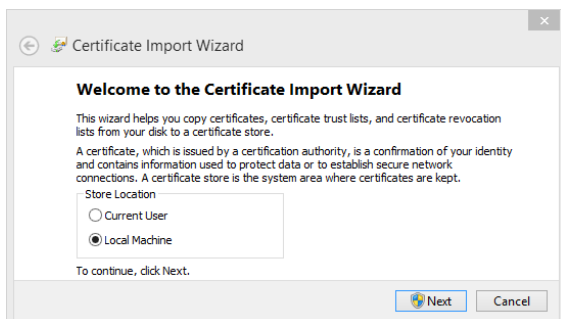 Certificate Import Wizard
Welcome to the Certificate Import Wizard
This wizard helps you copy certificates, certificate trust lists, and certificate revocation
lists from your disk to a certificate store.
A certificate, which is issued by a certification authority, is a confirmation of your identity
and contains information used to protect data or to establish secure network
connections. A certificate store is the system area where certificates are kept.
Store Location
Current User
Local Machine
To continue, click Next.
Next Cancel